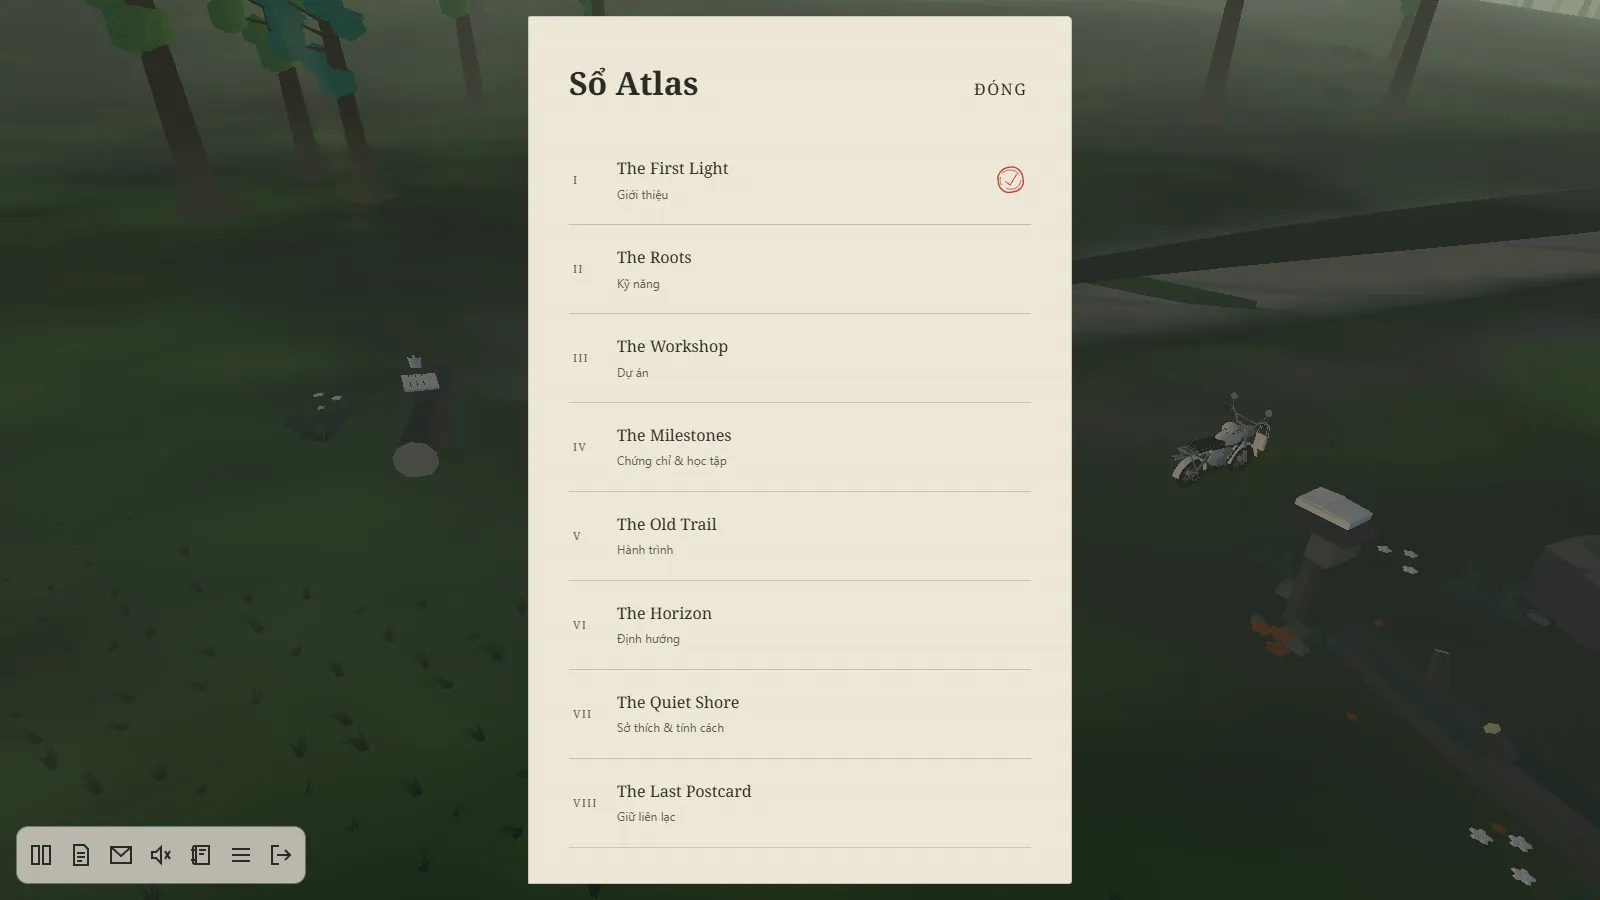 Sổ Atlas
ĐÓNG
I
The First Light
Giới thiệu
II
The Roots
Kỹ năng
III
The Workshop
Dự án
IV
The Milestones
Chứng chỉ & học tập
V
The Old Trail
Hành trình
VI
The Horizon
Định hướng
VII
The Quiet Shore
Sở thích & tính cách
VIII
The Last Postcard
Giữ liên lạc